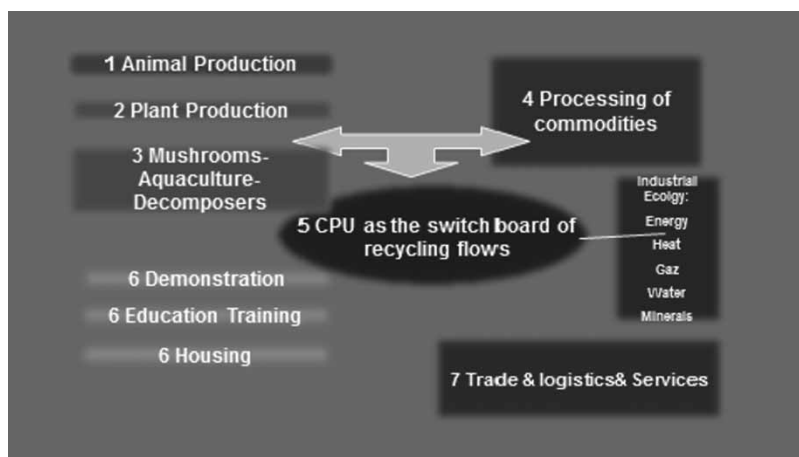 1 Animal Production
2 Plant Production
3 Mushrooms-
Aquaculture-
Decomposers
4 Processing of
commodities
5 CPU as the switch board of
recycling flows
Industrial
Ecolgy:
Energy
Heat
Gaz
Water
Minerals
6 Demonstration
6 Education Training
6 Housing
7 Trade & logistics& Services